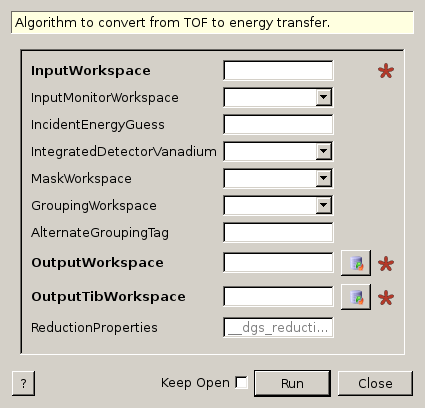 Algorithm to convert from TOF to energy transfer.
InputWorkspace
InputMonitorWorkspace
IncidentEnergyGuess
IntegratedDetectorVanadium
MaskWorkspace
GroupingWorkspace
AlternateGroupingTag
OutputWorkspace
OutputTibWorkspace
ReductionProperties __dgs_reducti...
? Keep Open Run Close